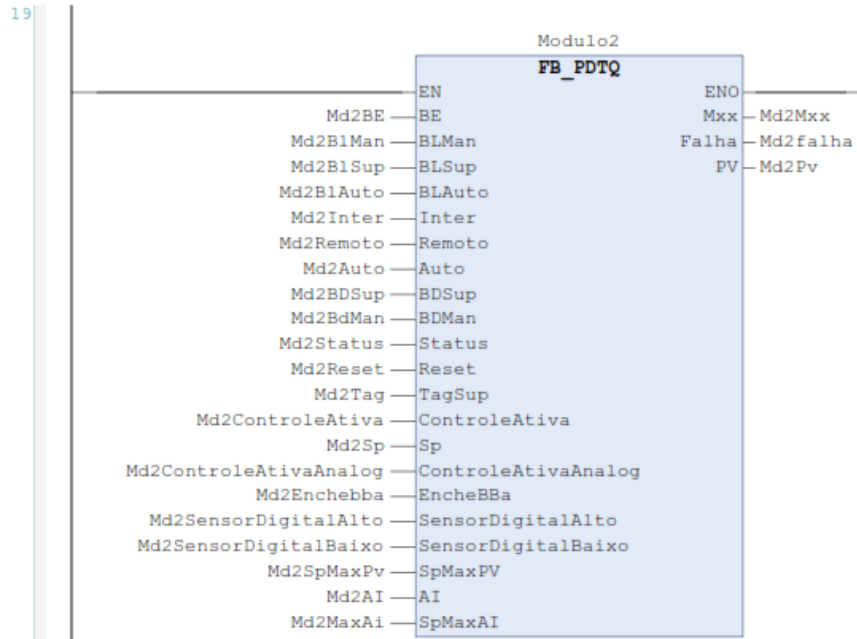 19
Modulo2
FB_PDTQ
EN ENO
Md2BE BE Mxx Md2Mxx
Md2BlMan BLMan Falha Md2falha
Md2BlSup BLSup PV Md2Pv
Md2BlAuto BLAuto
Md2Inter Inter
Md2Remoto Remoto
Md2Auto Auto
Md2BDSup BDSup
Md2BdMan BDMan
Md2Status Status
Md2Reset Reset
Md2Tag TagSup
Md2ControleAtiva ControleAtiva
Md2Sp Sp
Md2ControleAtivaAnalog ControleAtivaAnalog
Md2Enchebba EncheBBa
Md2SensorDigitalAlto SensorDigitalAlto
Md2SensorDigitalBaixo SensorDigitalBaixo
Md2SpMaxPv SpMaxPV
Md2AI AI
Md2MaxAi SpMaxAI